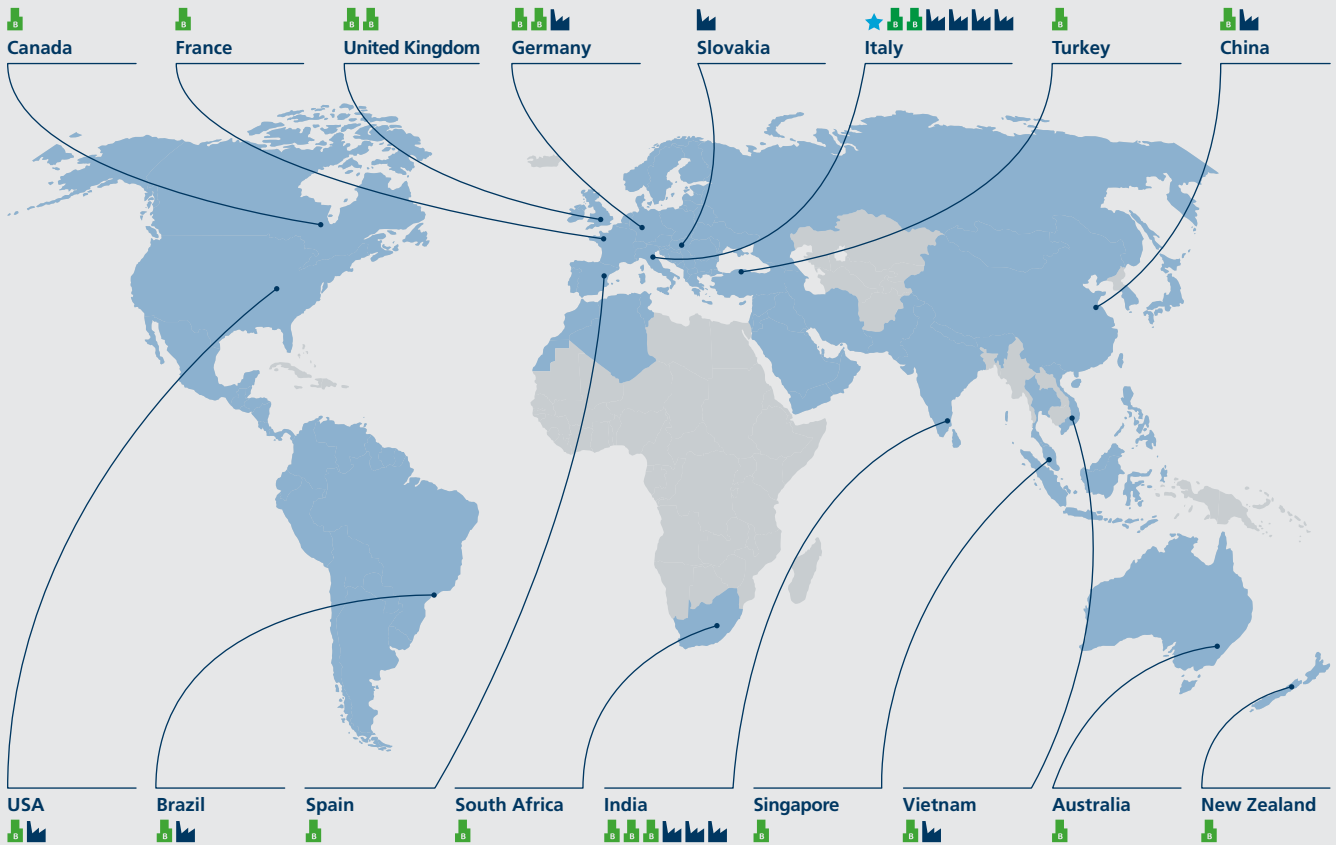 B
B
B B
B B
B B
B
B
Canada
France
United Kingdom
Germany
Slovakia
Italy
Turkey
China
USA
Brazil
Spain
South Africa
India
Singapore
Vietnam
Australia
New Zealand
B
B
B
B
B B B
B
B
B
B